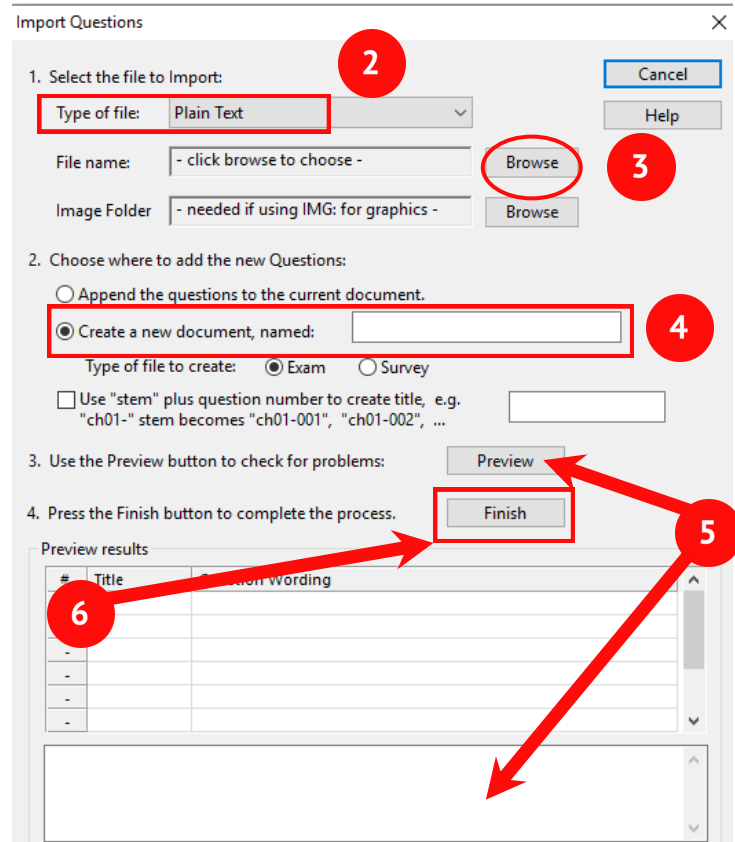 Import Questions
2
1. Select the file to Import:
Cancel
Type of file: Plain Text
Help
File name: - click browse to choose - Browse
3
Image Folder - needed if using IMG: for graphics - Browse
2. Choose where to add the new Questions:
Append the questions to the current document.
Create a new document, named:
4
Type of file to create: Exam Survey
Use "stem" plus question number to create title, e.g.
"ch01-" stem becomes "ch01-001", "ch01-002", ...
3. Use the Preview button to check for problems: Preview
4. Press the Finish button to complete the process. Finish
5
Preview results
# Title Wording
6
-
-
-
-